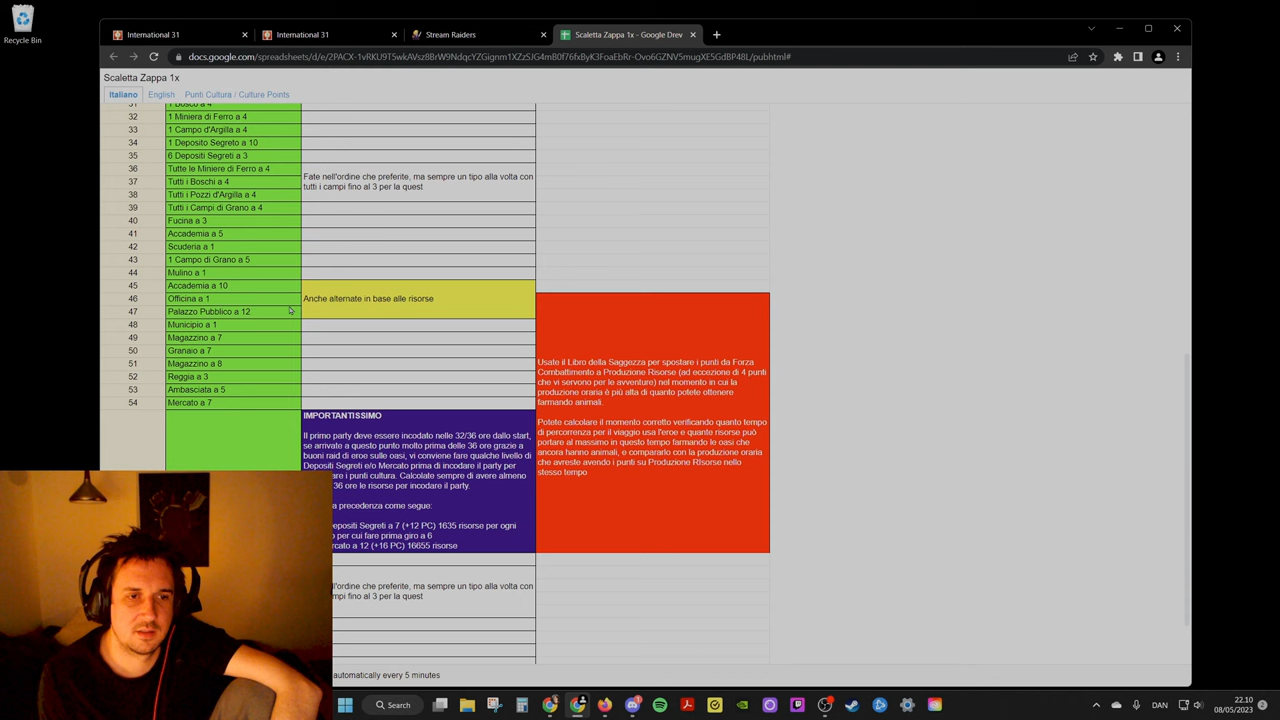 Recycle Bin
International 31
International 31
Stream Raiders
Scaletta Zappa 1x - Google Drev
docs.google.com/spreadsheets/d/e/2PACX-1vRKU9T5wkAVsz8BrW9NdqcYZGignm1XZzSJG4mB0f76fxByK3FoaEbRr-Ovo6GZNV5mugXE5GdBP48L/pubhtml#
Scaletta Zappa 1x
Italiano English Punti Cultura / Culture Points
31 1 Bosco a 4
32 1 Miniera di Ferro a 4
33 1 Campo d'Argilla a 4
34 1 Deposito Segreto a 10
35 6 Depositi Segreti a 3
36 Tutte le Miniere di Ferro a 4
37 Tutti i Boschi a 4
38 Tutti i Pozzi d'Argilla a 4
39 Tutti i Campi di Grano a 4
Fate nell'ordine che preferite, ma sempre un tipo alla volta con
tutti i campi fino al 3 per la quest
40 Fucina a 3
41 Accademia a 5
42 Scuderia a 1
43 1 Campo di Grano a 5
44 Mulino a 1
45 Accademia a 10
46 Officina a 1
47 Palazzo Pubblico a 12
Anche alternate in base alle risorse
48 Municipio a 1
49 Magazzino a 7
50 Granaio a 7
51 Magazzino a 8
52 Reggia a 3
53 Ambasciata a 5
54 Mercato a 7
Usate il Libro della Saggezza per spostare i punti da Forza
Combattimento a Produzione Risorse (ad eccezione di 4 punti
che vi servono per le avventure) nel momento in cui la
produzione oraria è più alta di quanto potete ottenere
farmando animali.
Potete calcolare il momento corretto verificando quanto tempo
di percorrenza per il viaggio usa l'eroe e quante risorse può
portare al massimo in questo tempo farmando le oasi che
ancora hanno animali, e compararlo con la produzione oraria
che avreste avendo i punti su Produzione RIsorse nello
stesso tempo
IMPORTANTISSIMO
Il primo party deve essere incodato nelle 32/36 ore dallo start,
se arrivate a questo punto molto prima delle 36 ore grazie a
buoni raid di eroe sulle oasi, vi conviene fare qualche livello di
Depositi Segreti e/o Mercato prima di incodare il party per
are i punti cultura. Calcolate sempre di avere almeno
36 ore le risorse per incodare il party.
a precedenza come segue:
epositi Segreti a 7 (+12 PC) 1635 risorse per ogni
o per cui fare prima giro a 6
ercato a 12 (+16 PC) 16655 risorse
ell'ordine che preferite, ma sempre un tipo alla volta con
campi fino al 3 per la quest
automatically every 5 minutes
Search
DAN
22.10
08/05/2023